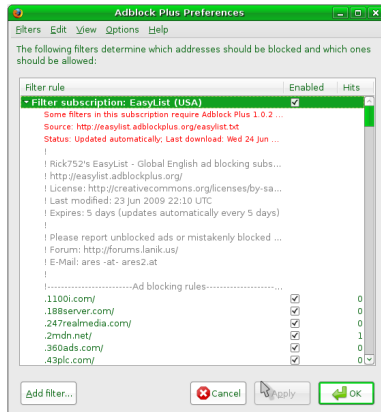 Adblock Plus Preferences
Filters Edit View Options Help
The following filters determine which addresses should be blocked and which ones
should be allowed:
Filter rule Enabled Hits
Filter subscription: EasyList (USA)
Some filters in this subscription require Adblock Plus 1.0.2 ...
Source: http://easylist.adblockplus.org/easylist.txt
Status: Updated automatically; Last download: Wed 24 Jun ...
!
! Rick752's EasyList - Global English ad blocking subs...
! http://easylist.adblockplus.org/
! License: http://creativecommons.org/licenses/by-sa...
! Last modified: 23 Jun 2009 22:10 UTC
! Expires: 5 days (updates automatically every 5 days)
!
! Please report unblocked ads or mistakenly blocked ...
! Forum: http://forums.lanik.us/
! E-Mail: ares -at- ares2.at
!
!-------------------------Ad blocking rules--------------------...
.1100i.com/ 0
.188server.com/ 0
.247realmedia.com/ 0
.2mdn.net/ 1
.360ads.com/ 0
.43plc.com/ 0
Add filter... Cancel Apply OK